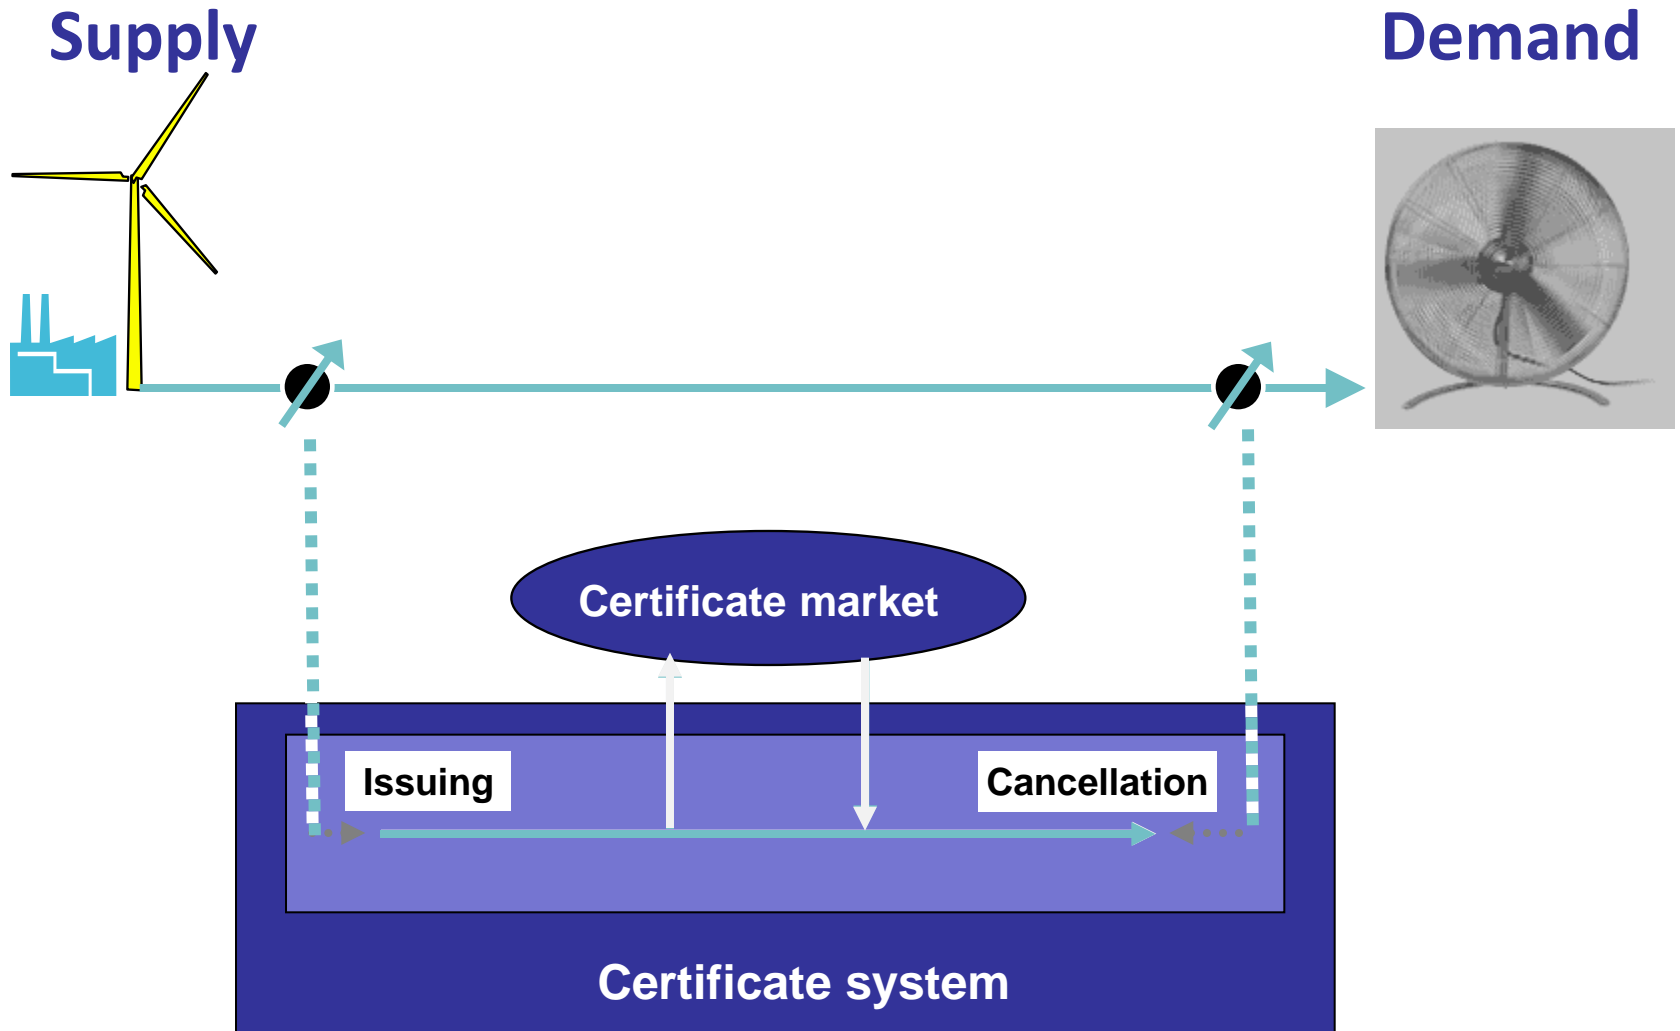 Supply
Demand
Certificate market
Issuing
Cancellation
Certificate system